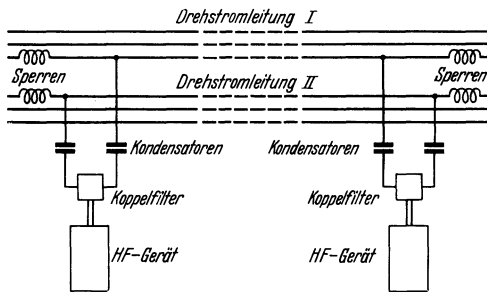 Drehstromleitung I
Sperren
Sperren
Drehstromleitung II
Kondensatoren
Kondensatoren
Koppelfilter
Koppelfilter
HF-Gerät
HF-Gerät